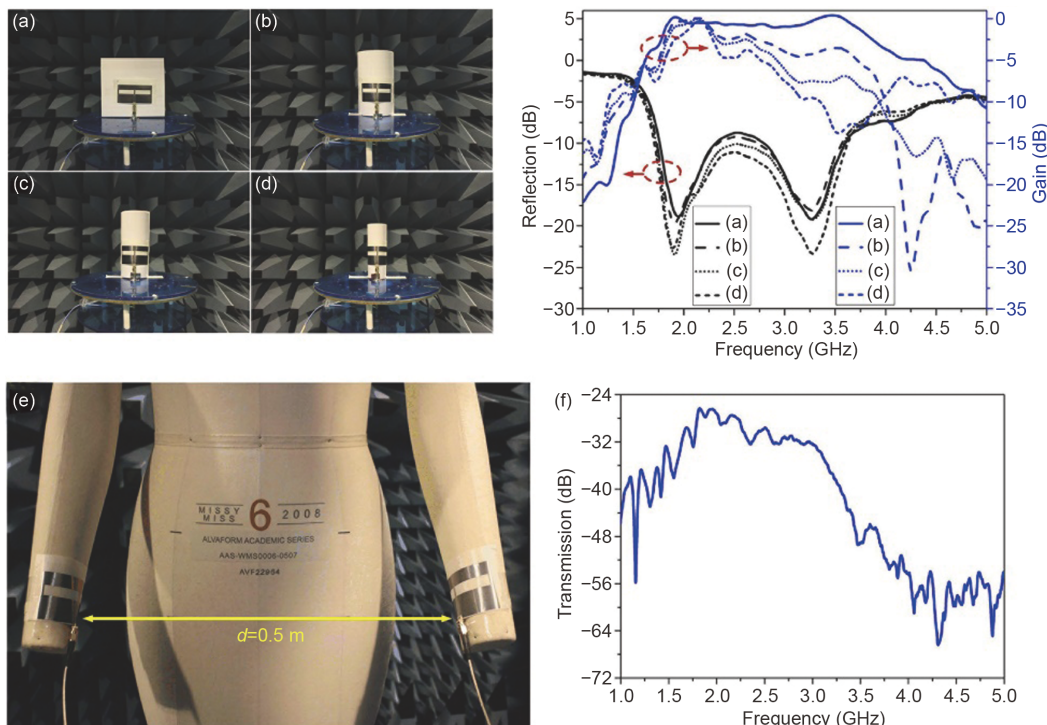 (a)
(b)
(c)
(d)
5
0
−5
−10
−15
−20
−25
−30
Reflection (dB)
0
−5
−10
−15
−20
−25
−30
−35
Gain (dB)
(a)
(b)
(c)
(d)
(a)
(b)
(c)
(d)
1.0 1.5 2.0 2.5 3.0 3.5 4.0 4.5 5.0
Frequency (GHz)
(e)
MISSY
MISS
6
2008
ALVAFORM ACADEMIC SERIES
AAS-WMS0006-0507
AVF22964
d=0.5 m
(f)
−24
−32
−40
−48
−56
−64
−72
Transmission (dB)
1.0 1.5 2.0 2.5 3.0 3.5 4.0 4.5 5.0
Frequency (GHz)